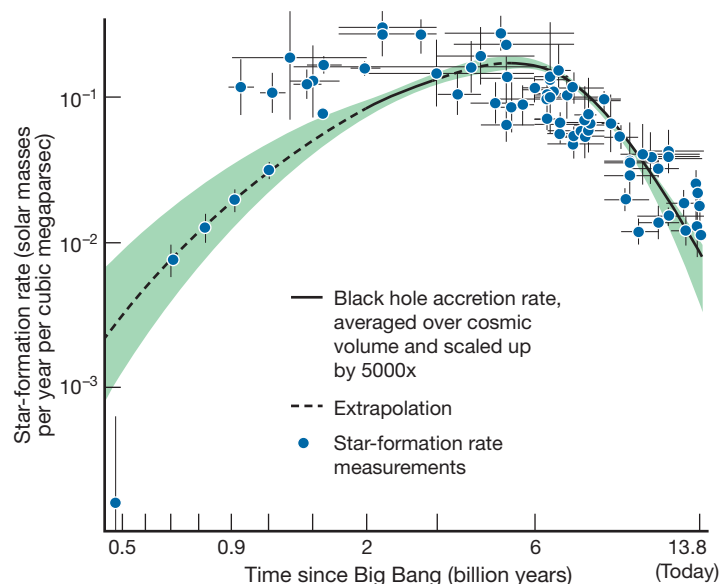 Star-formation rate (solar masses
per year per cubic megaparsec)
10⁻¹
10⁻²
10⁻³
Black hole accretion rate,
averaged over cosmic
volume and scaled up
by 5000x
Extrapolation
Star-formation rate
measurements
0.5 0.9 2 6 13.8
Time since Big Bang (billion years) (Today)